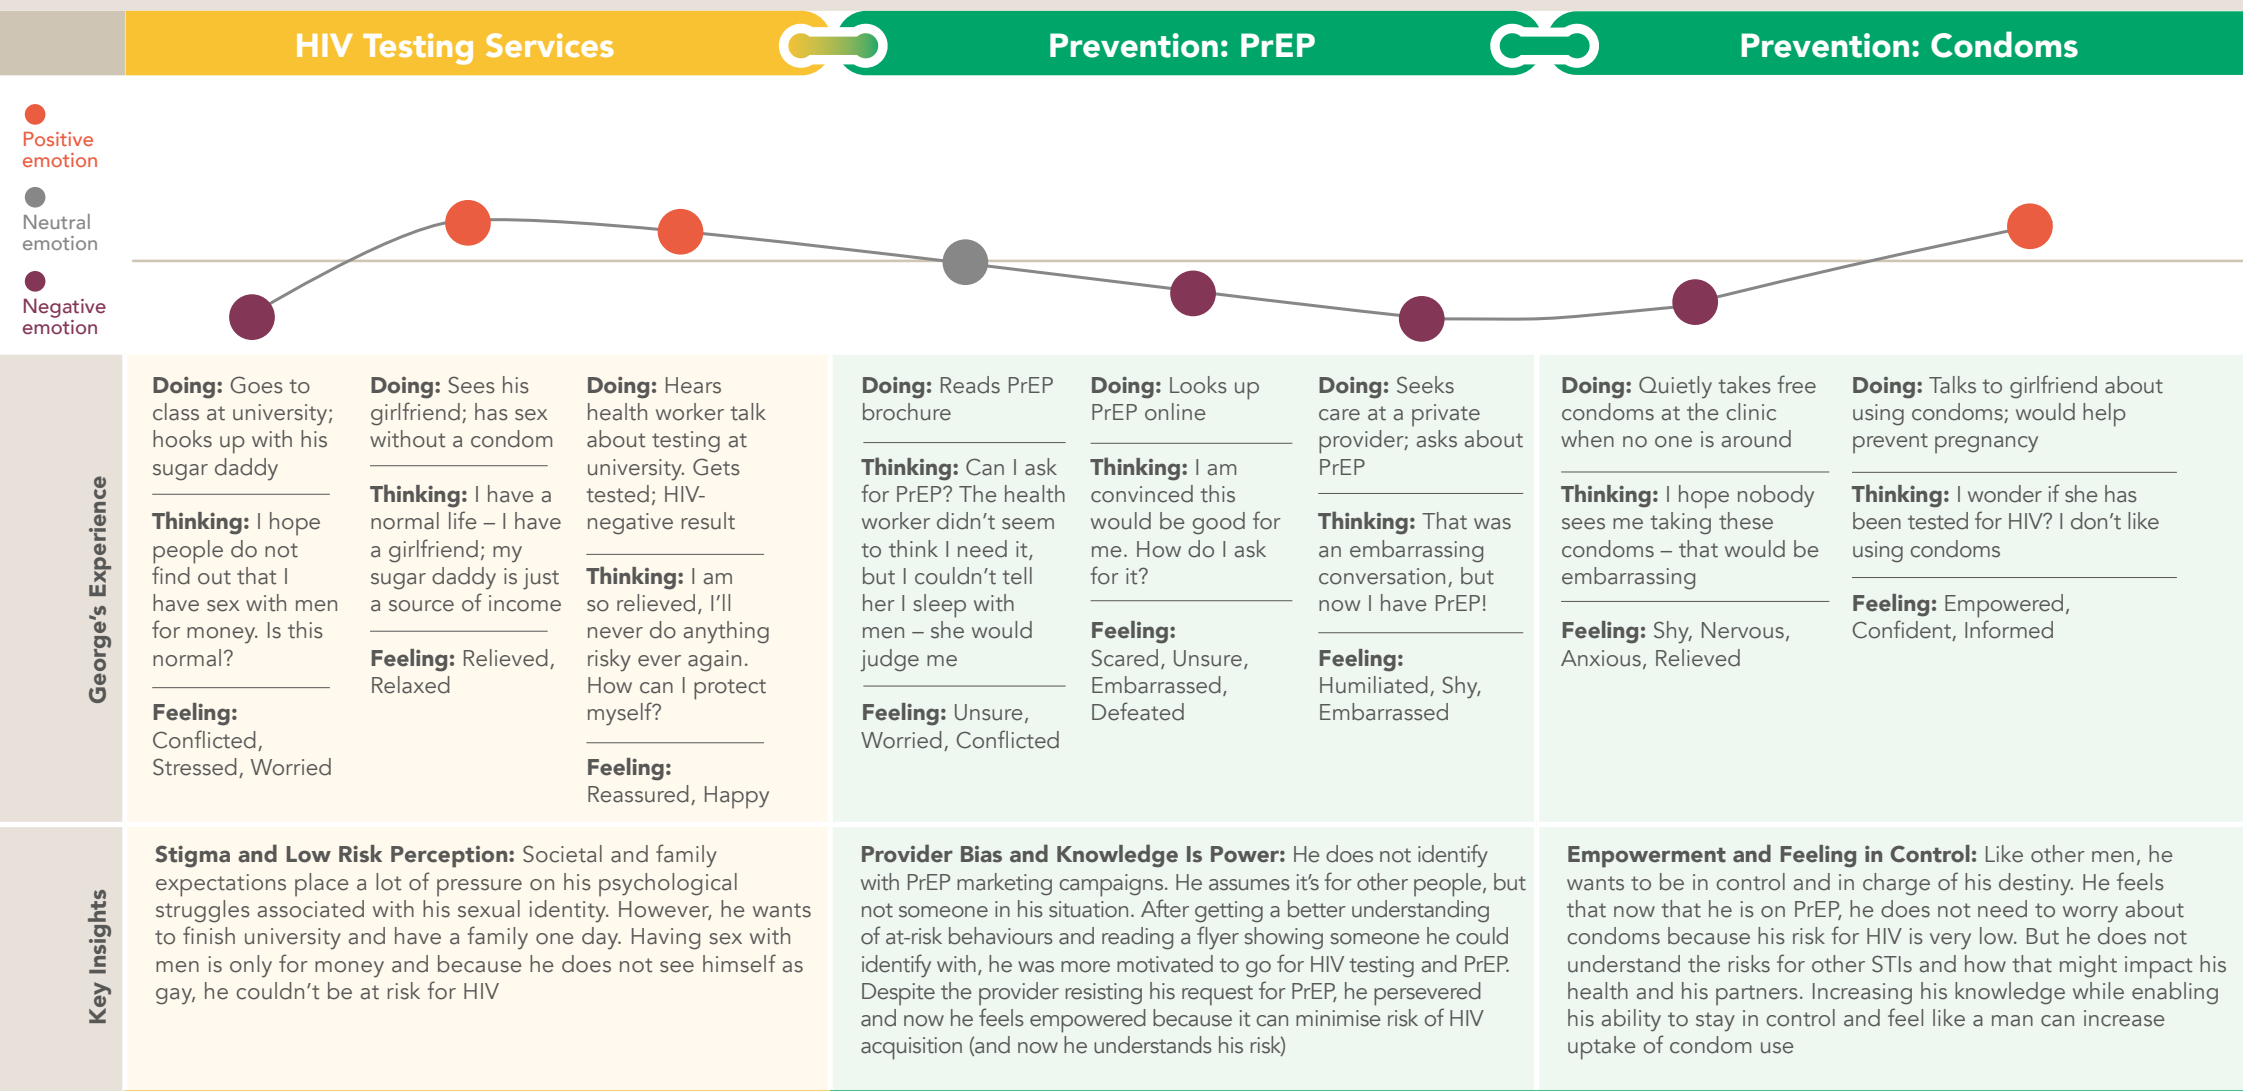 HIV Testing Services
Prevention: PrEP
Prevention: Condoms
Positive
emotion
Neutral
emotion
Negative
emotion
George's Experience
Doing: Goes to
class at university;
hooks up with his
sugar daddy
Thinking: I hope
people do not
find out that I
have sex with men
for money. Is this
normal?
Feeling:
Conflicted,
Stressed, Worried
Doing: Sees his
girlfriend; has sex
without a condom
Thinking: I have a
normal life – I have
a girlfriend; my
sugar daddy is just
a source of income
Feeling: Relieved,
Relaxed
Doing: Hears
health worker talk
about testing at
university. Gets
tested; HIV-
negative result
Thinking: I am
so relieved, I'll
never do anything
risky ever again.
How can I protect
myself?
Feeling:
Reassured, Happy
Doing: Reads PrEP
brochure
Thinking: Can I ask
for PrEP? The health
worker didn't seem
to think I need it,
but I couldn't tell
her I sleep with
men – she would
judge me
Feeling: Unsure,
Worried, Conflicted
Doing: Looks up
PrEP online
Thinking: I am
convinced this
would be good for
me. How do I ask
for it?
Feeling:
Scared, Unsure,
Embarrassed,
Defeated
Doing: Seeks
care at a private
provider; asks about
PrEP
Thinking: That was
an embarrassing
conversation, but
now I have PrEP!
Feeling:
Humiliated, Shy,
Embarrassed
Doing: Quietly takes free
condoms at the clinic
when no one is around
Thinking: I hope nobody
sees me taking these
condoms – that would be
embarrassing
Feeling: Shy, Nervous,
Anxious, Relieved
Doing: Talks to girlfriend about
using condoms; would help
prevent pregnancy
Thinking: I wonder if she has
been tested for HIV? I don't like
using condoms
Feeling: Empowered,
Confident, Informed
Key Insights
Stigma and Low Risk Perception: Societal and family
expectations place a lot of pressure on his psychological
struggles associated with his sexual identity. However, he wants
to finish university and have a family one day. Having sex with
men is only for money and because he does not see himself as
gay, he couldn't be at risk for HIV
Provider Bias and Knowledge Is Power: He does not identify
with PrEP marketing campaigns. He assumes it's for other people, but
not someone in his situation. After getting a better understanding
of at-risk behaviours and reading a flyer showing someone he could
identify with, he was more motivated to go for HIV testing and PrEP.
Despite the provider resisting his request for PrEP, he persevered
and now he feels empowered because it can minimise risk of HIV
acquisition (and now he understands his risk)
Empowerment and Feeling in Control: Like other men, he
wants to be in control and in charge of his destiny. He feels
that now that he is on PrEP, he does not need to worry about
condoms because his risk for HIV is very low. But he does not
understand the risks for other STIs and how that might impact his
health and his partners. Increasing his knowledge while enabling
his ability to stay in control and feel like a man can increase
uptake of condom use